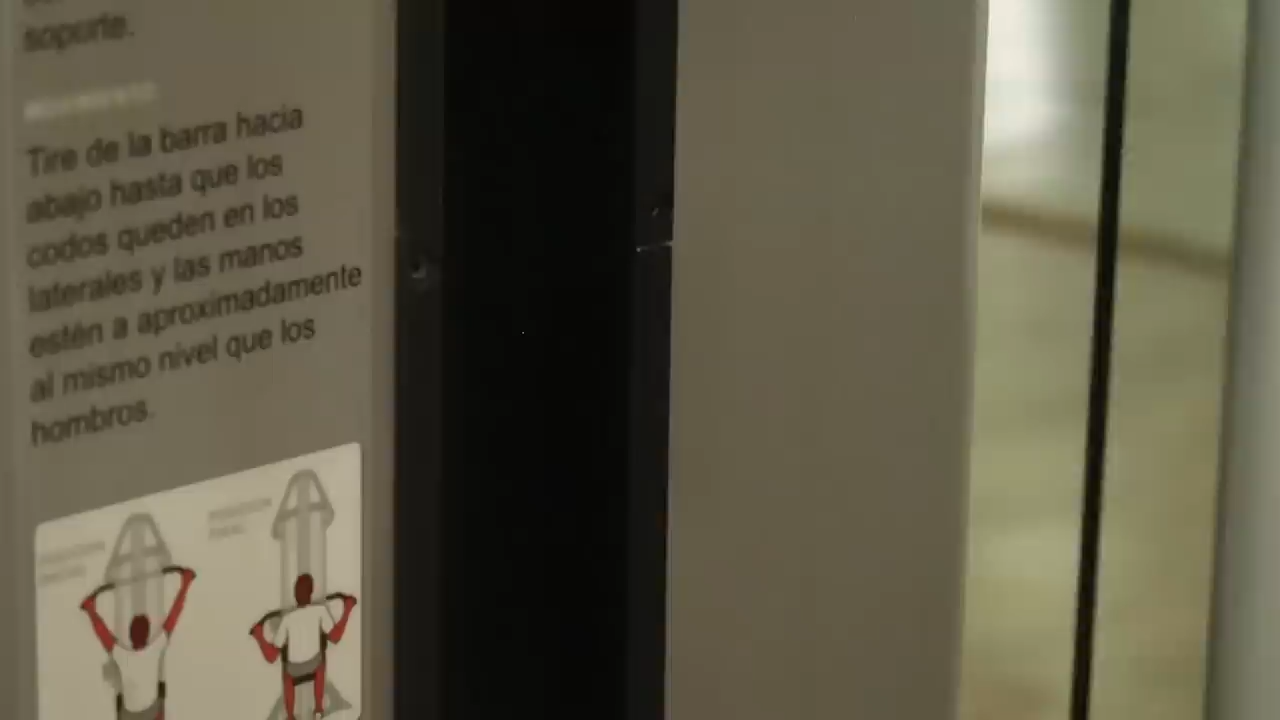 soporte.
Tire de la barra hacia
abajo hasta que los
codos queden en los
laterales y las manos
estén a aproximadamente
al mismo nivel que los
hombros.